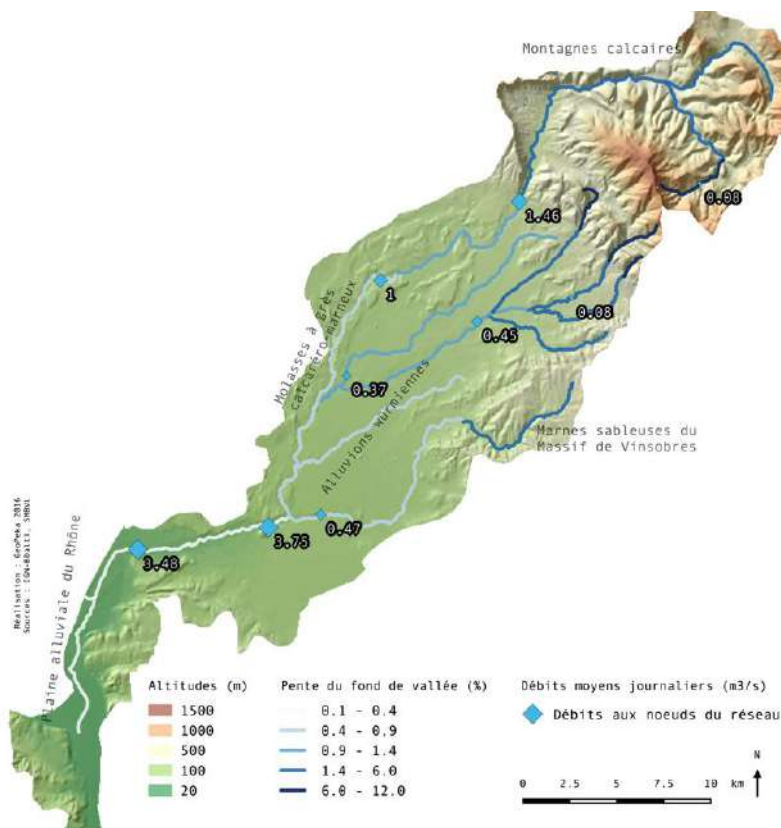 Montagnes calcaires
0.08
1.46
1
0.08
0.45
Molasses à grès
calcaréro-marneux
0.37
Alluvions wurmiennes
Marnes sableuses du
Massif de Vinsobres
0.47
3.75
3.48
Réalisation : GeoPeka 2016
Plaine alluviale du Rhône
Altitudes (m)
1500
1000
500
100
20
Pente du fond de vallée (%)
0.1 - 0.4
0.4 - 0.9
0.9 - 1.4
1.4 - 6.0
6.0 - 12.0
Débits moyens journaliers (m3/s)
Débits aux noeuds du réseau
N
0 2.5 5 7.5 10 km